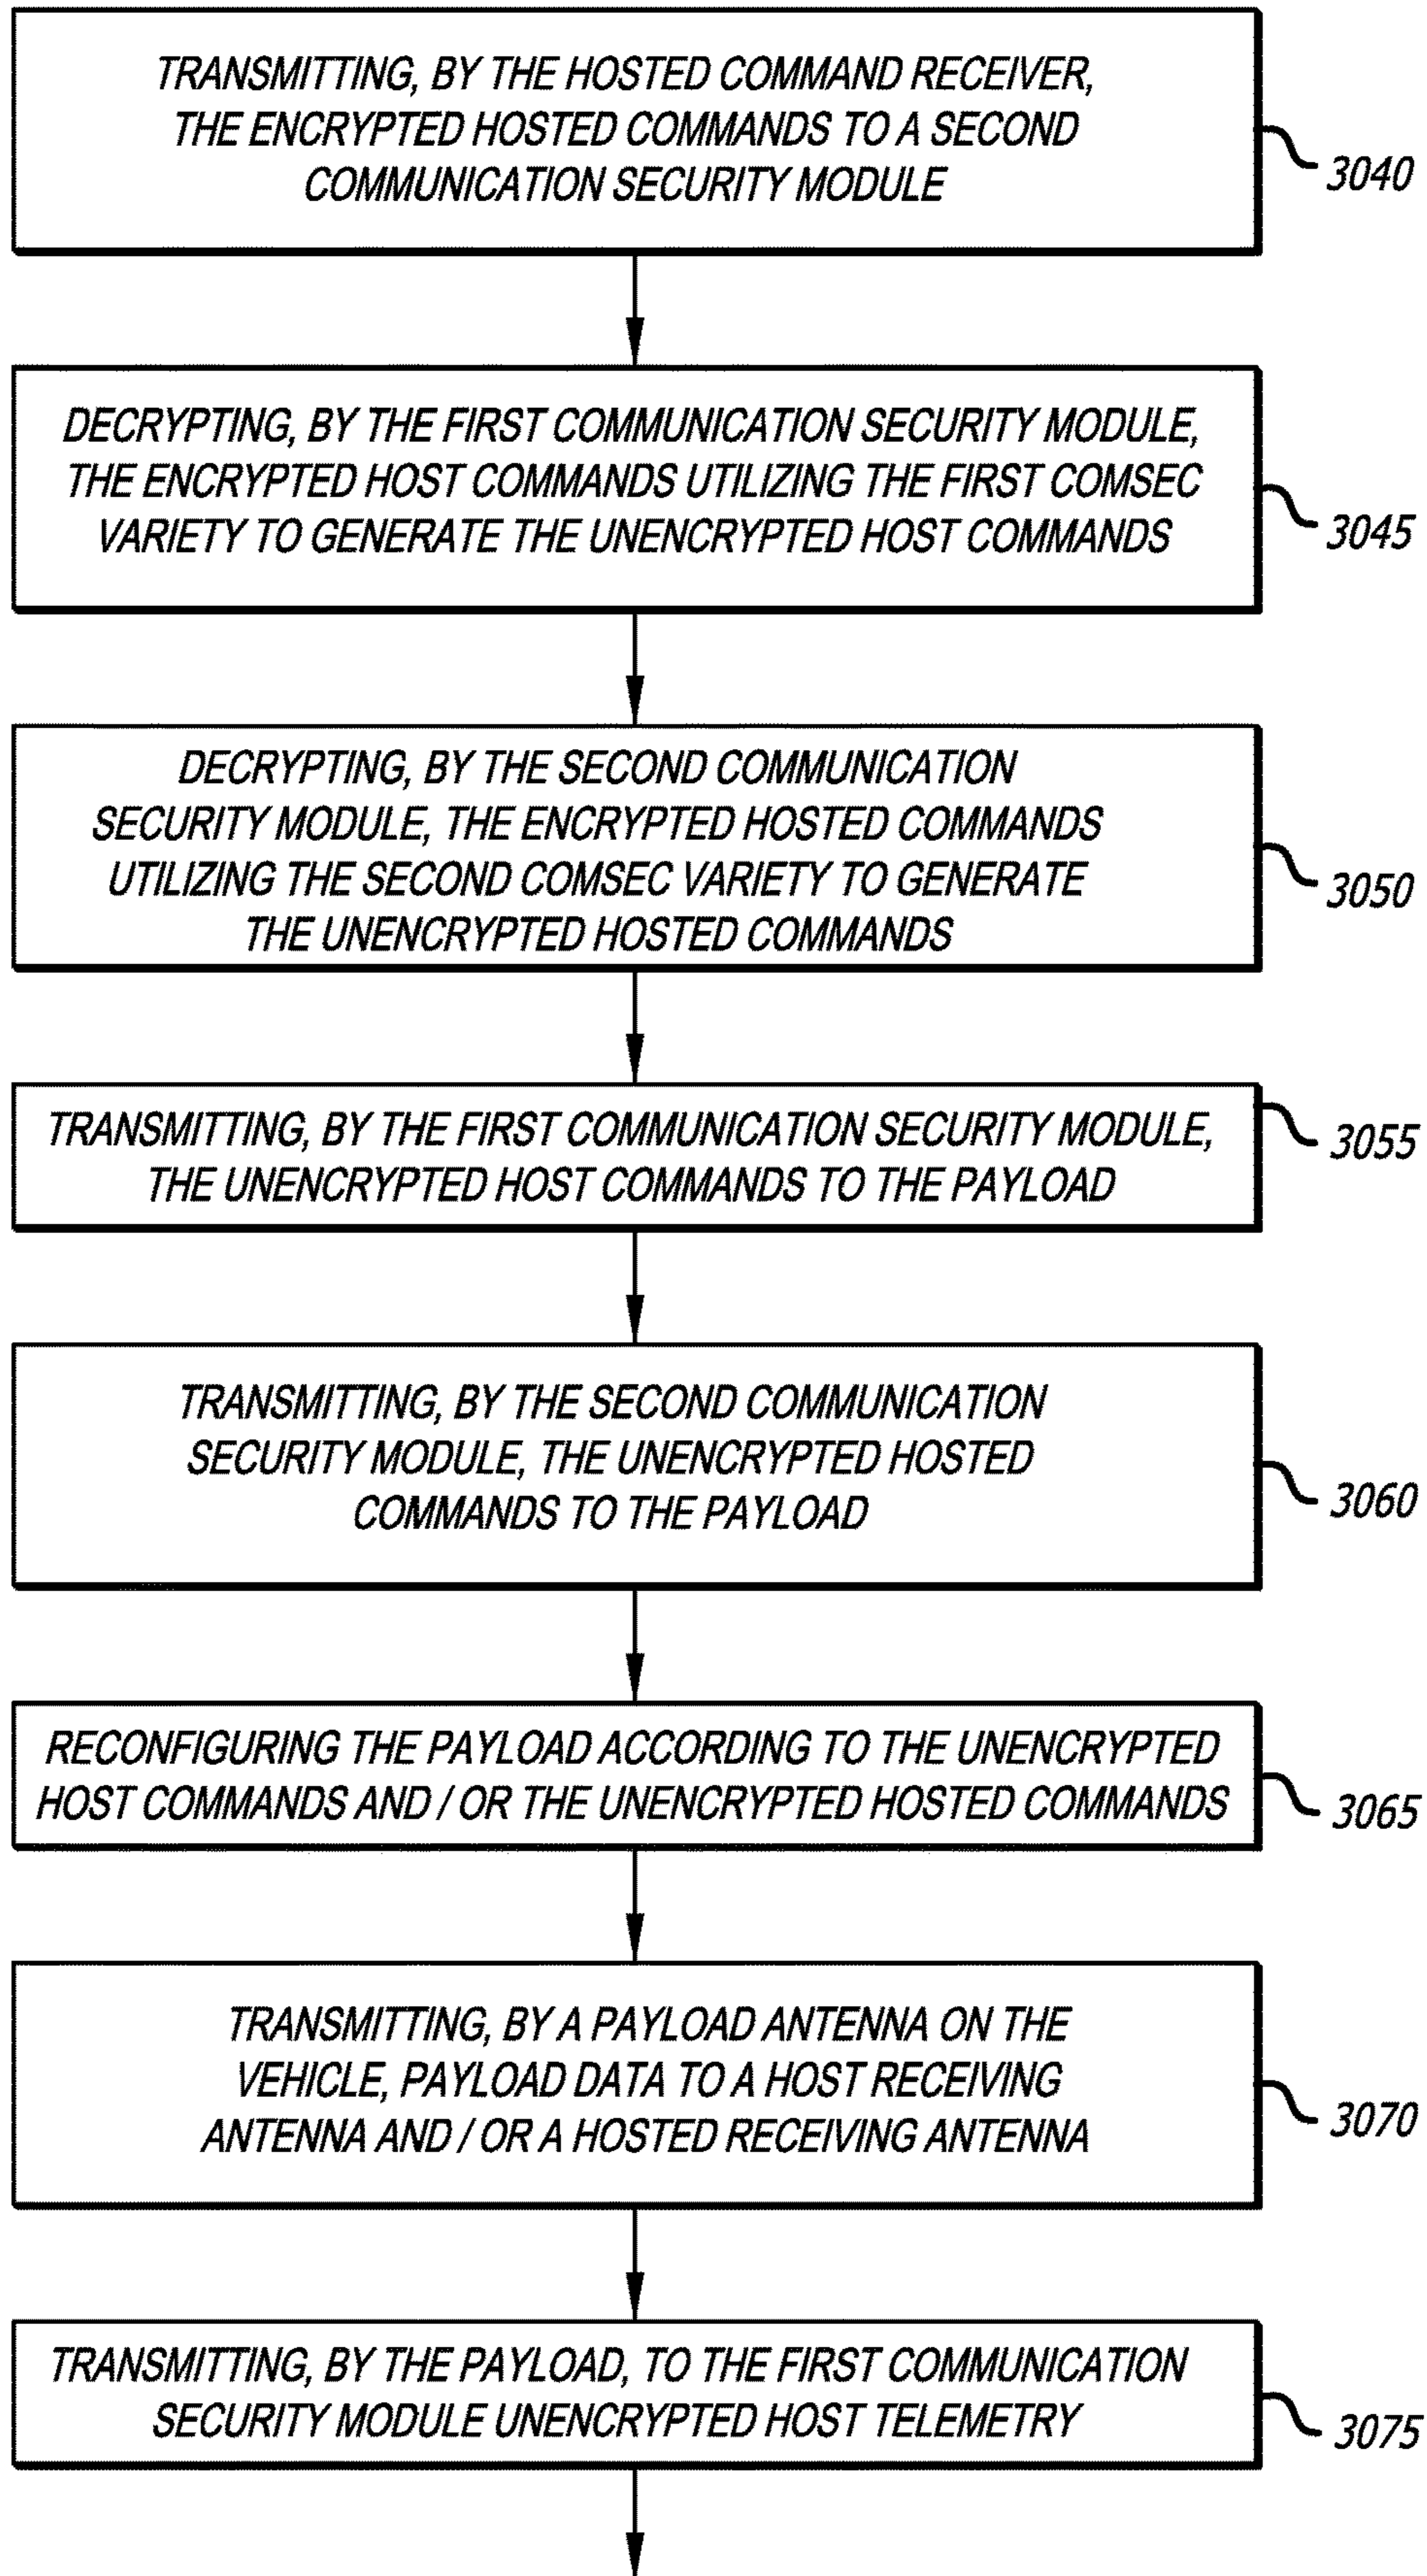 TRANSMITTING, BY THE HOSTED COMMAND RECEIVER,
THE ENCRYPTED HOSTED COMMANDS TO A SECOND
COMMUNICATION SECURITY MODULE
3040
DECRYPTING, BY THE FIRST COMMUNICATION SECURITY MODULE,
THE ENCRYPTED HOST COMMANDS UTILIZING THE FIRST COMSEC
VARIETY TO GENERATE THE UNENCRYPTED HOST COMMANDS
3045
DECRYPTING, BY THE SECOND COMMUNICATION
SECURITY MODULE, THE ENCRYPTED HOSTED COMMANDS
UTILIZING THE SECOND COMSEC VARIETY TO GENERATE
THE UNENCRYPTED HOSTED COMMANDS
3050
TRANSMITTING, BY THE FIRST COMMUNICATION SECURITY MODULE,
THE UNENCRYPTED HOST COMMANDS TO THE PAYLOAD
3055
TRANSMITTING, BY THE SECOND COMMUNICATION
SECURITY MODULE, THE UNENCRYPTED HOSTED
COMMANDS TO THE PAYLOAD
3060
RECONFIGURING THE PAYLOAD ACCORDING TO THE UNENCRYPTED
HOST COMMANDS AND / OR THE UNENCRYPTED HOSTED COMMANDS
3065
TRANSMITTING, BY A PAYLOAD ANTENNA ON THE
VEHICLE, PAYLOAD DATA TO A HOST RECEIVING
ANTENNA AND / OR A HOSTED RECEIVING ANTENNA
3070
TRANSMITTING, BY THE PAYLOAD, TO THE FIRST COMMUNICATION
SECURITY MODULE UNENCRYPTED HOST TELEMETRY
3075